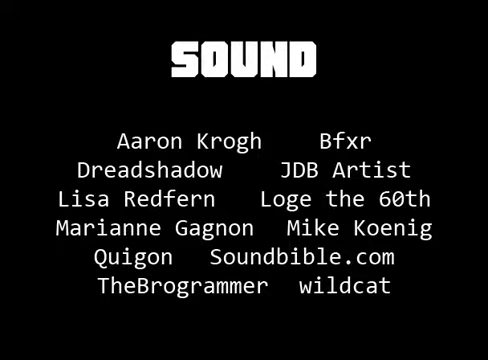 SOUND
Aaron Krogh Bfxr
Dreadshadow JDB Artist
Lisa Redfern Loge the 60th
Marianne Gagnon Mike Koenig
Quigon Soundbible.com
TheBrogrammer wildcat